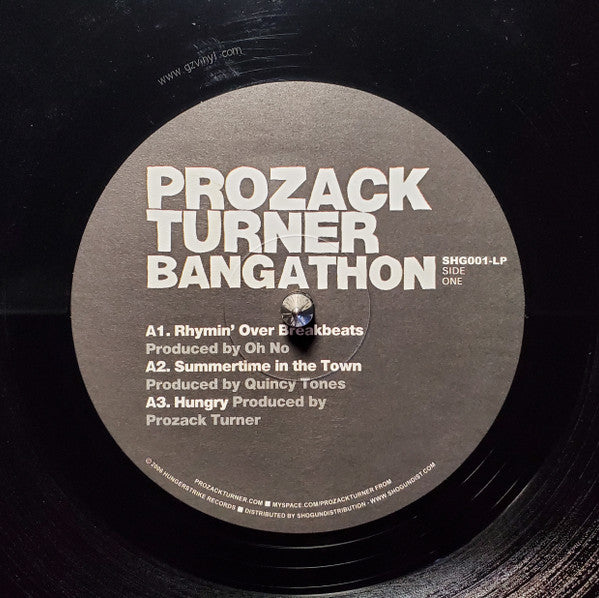 www.gzvinyl.com
PROZACK
TURNER
BANGATHON
SHG001-LP
SIDE
ONE
A1. Rhymin' Over Breakbeats
Produced by Oh No
A2. Summertime in the Town
Produced by Quincy Tones
A3. Hungry Produced by
Prozack Turner
PROZACKTURNER.COM ■ MYSPACE.COM/PROZACKTURNER FROM
© 2006 HUNGERSTRIKE RECORDS ■ DISTRIBUTED BY SHOGUNDISTRIBUTION - WWW.SHOGUNDIST.COM